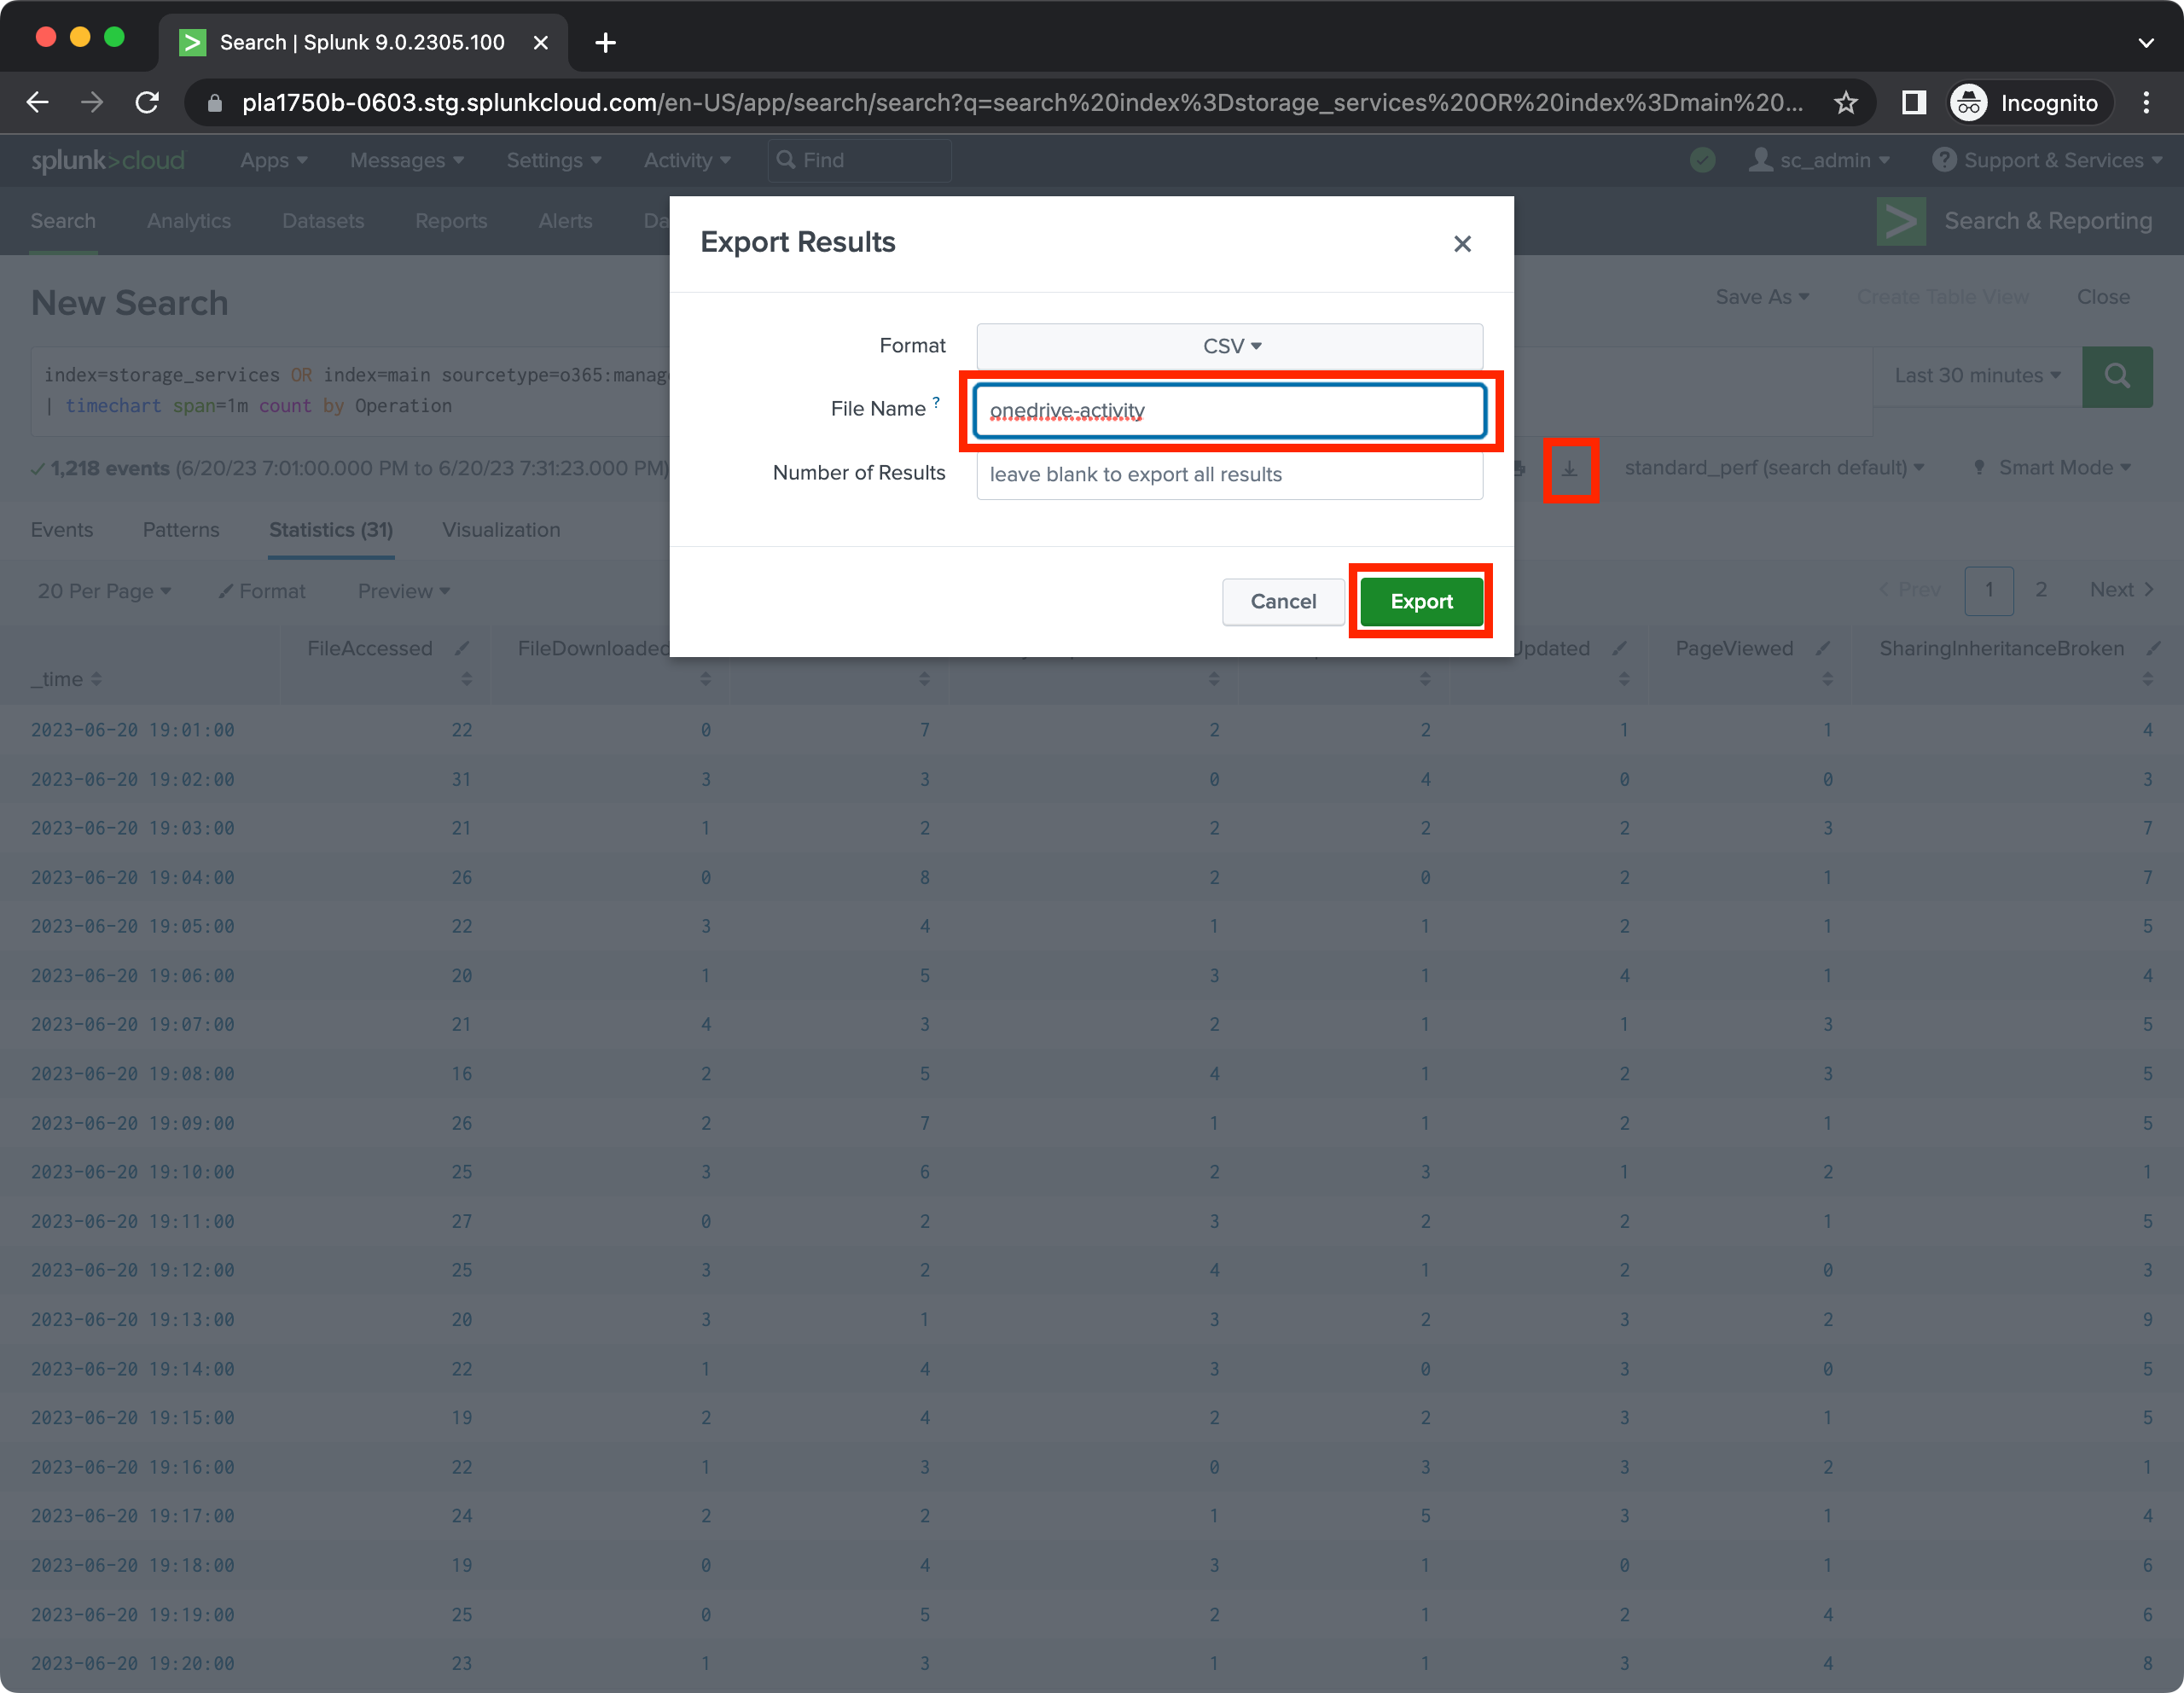 Search | Splunk 9.0.2305.100
pla1750b-0603.stg.splunkcloud.com/en-US/app/search/search?q=search%20index%3Dstorage_services%20OR%20index%3Dmain%20... Incognito
splunk>cloud Apps Messages Settings Activity Find sc_admin ? Support & Services
Search Analytics Datasets Reports Alerts Da Search & Reporting
Export Results
New Search Save As Create Table View Close
Format CSV
index=storage_services OR index=main sourcetype=o365:manag Last 30 minutes
| timechart span=1m count by Operation
File Name ? onedrive-activity
1,218 events (6/20/23 7:01:00.000 PM to 6/20/23 7:31:23.000 PM) standard_perf (search default) Smart Mode
Number of Results leave blank to export all results
Events Patterns Statistics (31) Visualization
20 Per Page Format Preview < Prev 1 2 Next >
Cancel Export
_time FileAccessed FileDownloaded Updated PageViewed SharingInheritanceBroken
2023-06-20 19:01:00 22 0 7 2 2 1 1 4
2023-06-20 19:02:00 31 3 3 0 4 0 0 3
2023-06-20 19:03:00 21 1 2 2 2 2 3 7
2023-06-20 19:04:00 26 0 8 2 0 2 1 7
2023-06-20 19:05:00 22 3 4 1 1 2 1 5
2023-06-20 19:06:00 20 1 5 3 1 4 1 4
2023-06-20 19:07:00 21 4 3 2 1 1 3 5
2023-06-20 19:08:00 16 2 5 4 1 2 3 5
2023-06-20 19:09:00 26 2 7 1 1 2 1 5
2023-06-20 19:10:00 25 3 6 2 3 1 2 1
2023-06-20 19:11:00 27 0 2 3 2 2 1 5
2023-06-20 19:12:00 25 3 2 4 1 2 0 3
2023-06-20 19:13:00 20 3 1 3 2 3 2 9
2023-06-20 19:14:00 22 1 4 3 0 3 0 5
2023-06-20 19:15:00 19 2 4 2 2 3 1 5
2023-06-20 19:16:00 22 1 3 0 3 3 2 1
2023-06-20 19:17:00 24 2 2 1 5 3 1 4
2023-06-20 19:18:00 19 0 4 3 1 0 1 6
2023-06-20 19:19:00 25 0 5 2 1 2 4 6
2023-06-20 19:20:00 23 1 3 1 1 3 4 8